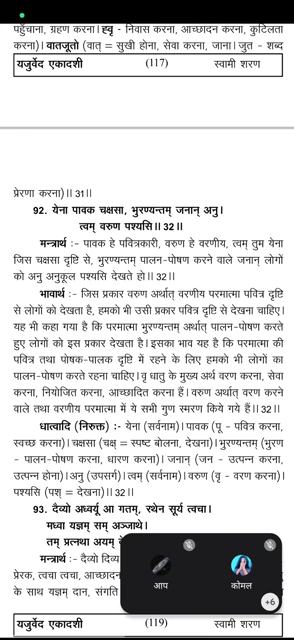 पहुँचाना, ग्रहण करना। ह्वृ - निवास करना, आच्छादन करना, कुटिलता
करना)। वातजूतो (वात् = सुखी होना, सेवा करना, जाना। जुत - शब्द
यजुर्वेद एकादशी (117) स्वामी शरण
प्रेरणा करना)।। 31।।
92. येना पावक चक्षसा, भुरण्यन्तम् जनान् अनु।
त्वम् वरुण पश्यसि।। 32।।
मन्त्रार्थ :- पावक हे पवित्रकारी, वरुण हे वरणीय, त्वम् तुम येना
जिस चक्षसा दृष्टि से, भुरण्यन्तम् पालन-पोषण करने वाले जनान् लोगों
को अनु अनुकूल पश्यसि देखते हो।। 32।।
भावार्थ :- जिस प्रकार वरुण अर्थात् वरणीय परमात्मा पवित्र दृष्टि
से लोगों को देखता है, हमको भी उसी प्रकार पवित्र दृष्टि से देखना चाहिए।
यह भी कहा गया है कि परमात्मा भुरण्यन्तम् अर्थात् पालन-पोषण करते
हुए लोगों को इस प्रकार देखता है। इसका भाव यह है कि परमात्मा की
पवित्र तथा पोषक-पालक दृष्टि में रहने के लिए हमको भी लोगों का
पालन-पोषण करते रहना चाहिए। वृ धातु के मुख्य अर्थ वरण करना, सेवा
करना, नियोजित करना, आच्छादित करना हैं। वरुण अर्थात् वरण करने
वाले तथा वरणीय परमात्मा में ये सभी गुण स्मरण किये गये हैं।। 32।।
धात्वादि (निरुक्त) :- येना (सर्वनाम)। पावक (पू - पवित्र करना,
स्वच्छ करना)। चक्षसा (चक्ष् = स्पष्ट बोलना, देखना)। भुरण्यन्तम् (भुरण
- पालन-पोषण करना, धारण करना)। जनान् (जन - उत्पन्न करना,
उत्पन्न होना)। अनु (उपसर्ग)। त्वम् (सर्वनाम)। वरुण (वृ - वरण करना)।
पश्यसि (पश् = देखना)।। 32।।
93. दैव्यो अध्वर्यू आ गतम्, रथेन सूर्य त्वचा।
मध्वा यज्ञम् सम् अञ्जाथे।
तम् प्रत्नथा अयम्
मन्त्रार्थ :- दैव्यो दिव्य
प्रेरक, त्वचा त्वचा, आच्छादन
के साथ यज्ञम् दान, संगति
आप
कोमल
+6
यजुर्वेद एकादशी (119) स्वामी शरण